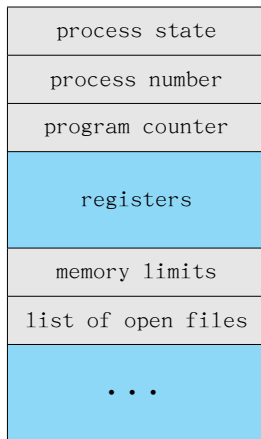 process state
process number
program counter
registers
memory limits
list of open files
...